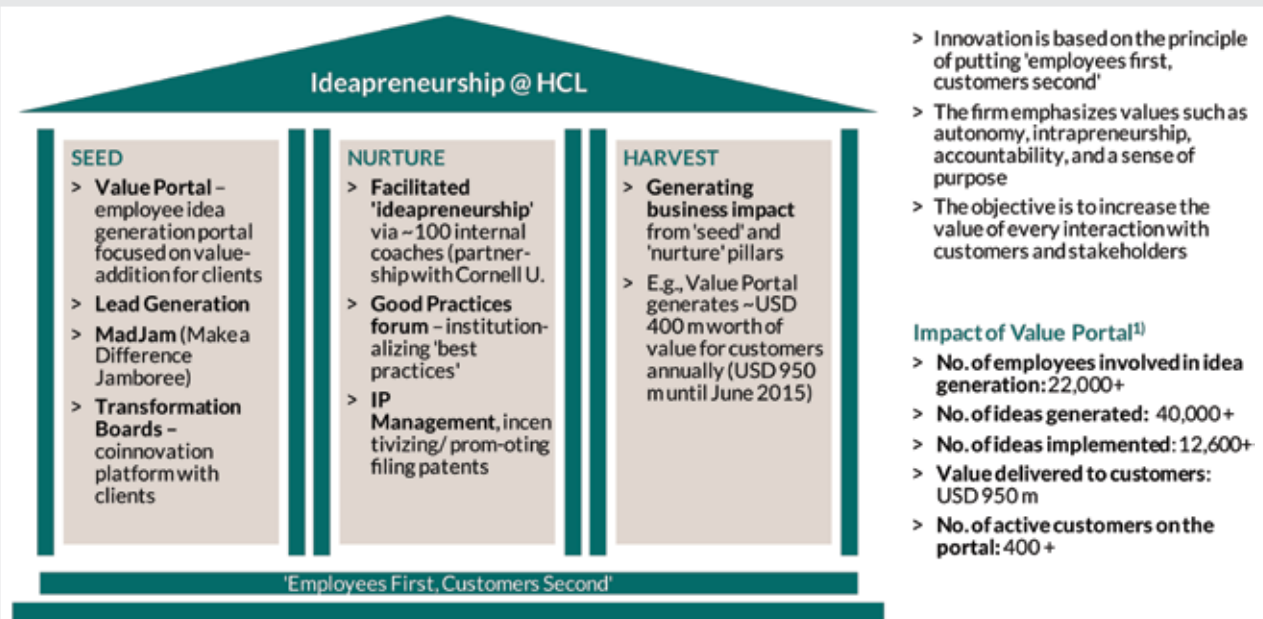 Ideapreneurship @ HCL
SEED
> Value Portal –
employee idea
generation portal
focused on value-
addition for clients
> Lead Generation
> MadJam (Make a
Difference
Jamboree)
> Transformation
Boards –
coinnovation
platform with
clients
NURTURE
> Facilitated
'ideapreneurship'
via ~100 internal
coaches (partner-
ship with Cornell U.
> Good Practices
forum – institution-
alizing 'best
practices'
> IP
Management, incen
tivizing/ prom-oting
filing patents
HARVEST
> Generating
business impact
from 'seed' and
'nurture' pillars
> E.g., Value Portal
generates ~USD
400 m worth of
value for customers
annually (USD 950
m until June 2015)
'Employees First, Customers Second'
> Innovation is based on the principle
of putting 'employees first,
customers second'
> The firm emphasizes values such as
autonomy, intrapreneurship,
accountability, and a sense of
purpose
> The objective is to increase the
value of every interaction with
customers and stakeholders
Impact of Value Portal1)
> No. of employees involved in idea
generation: 22,000+
> No. of ideas generated: 40,000+
> No. of ideas implemented: 12,600+
> Value delivered to customers:
USD 950 m
> No. of active customers on the
portal: 400 +